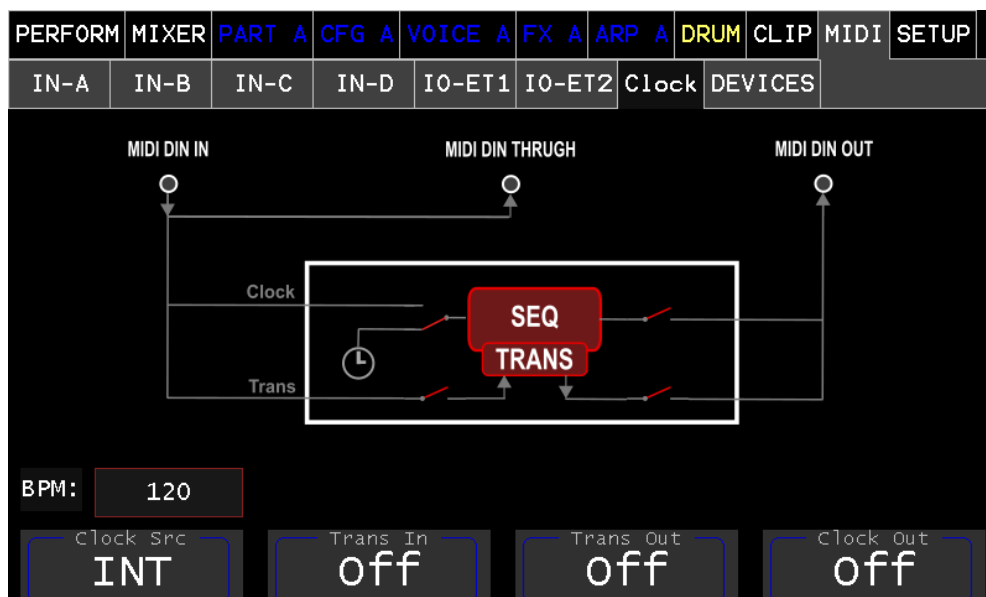 PERFORM MIXER PART A CFG A VOICE A FX A ARP A DRUM CLIP MIDI SETUP
IN-A IN-B IN-C IN-D IO-ET1 IO-ET2 Clock DEVICES
MIDI DIN IN MIDI DIN THRUGH MIDI DIN OUT
Clock
SEQ
TRANS
Trans
BPM: 120
Clock Src Trans In Trans Out Clock Out
INT Off Off Off